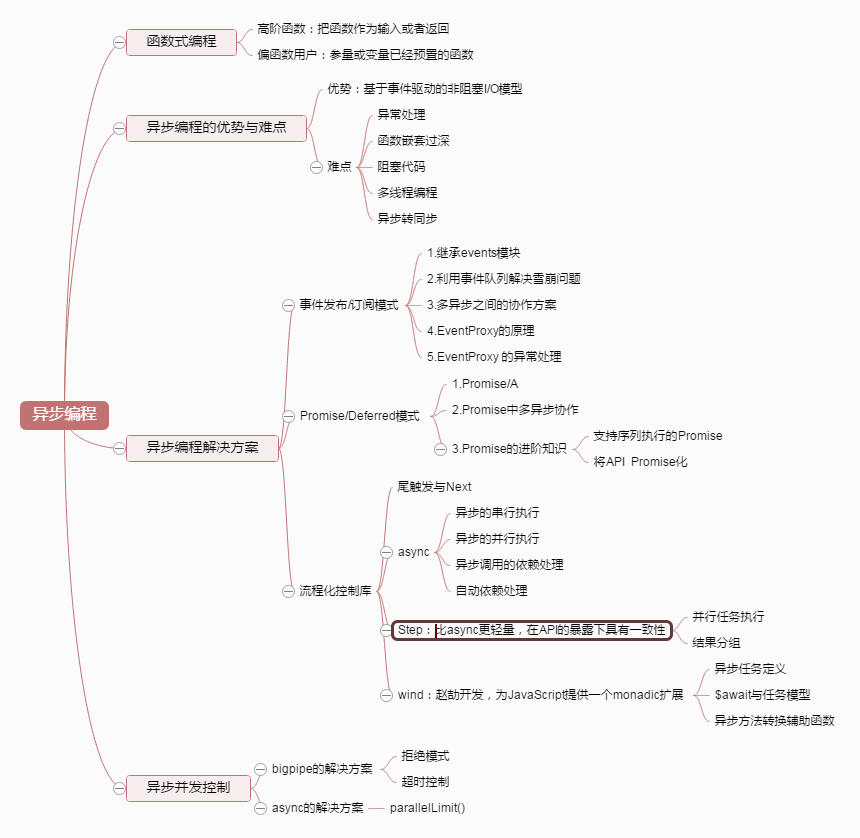 函数式编程
高阶函数：把函数作为输入或者返回
偏函数用户：参量或变量已经预置的函数
异步编程的优势与难点
优势：基于事件驱动的非阻塞I/O模型
难点
异常处理
函数嵌套过深
阻塞代码
多线程编程
异步转同步
异步编程
异步编程解决方案
事件发布/订阅模式
1.继承events模块
2.利用事件队列解决雪崩问题
3.多异步之间的协作方案
4.EventProxy的原理
5.EventProxy 的异常处理
Promise/Deferred模式
1.Promise/A
2.Promise中多异步协作
3.Promise的进阶知识
支持序列执行的Promise
将API Promise化
流程化控制库
尾触发与Next
async
异步的串行执行
异步的并行执行
异步调用的依赖处理
自动依赖处理
Step：比async更轻量，在API的暴露下具有一致性
并行任务执行
结果分组
wind：赵劼开发，为JavaScript提供一个monadic扩展
异步任务定义
$await与任务模型
异步方法转换辅助函数
异步并发控制
bigpipe的解决方案
拒绝模式
超时控制
async的解决方案
parallelLimit()